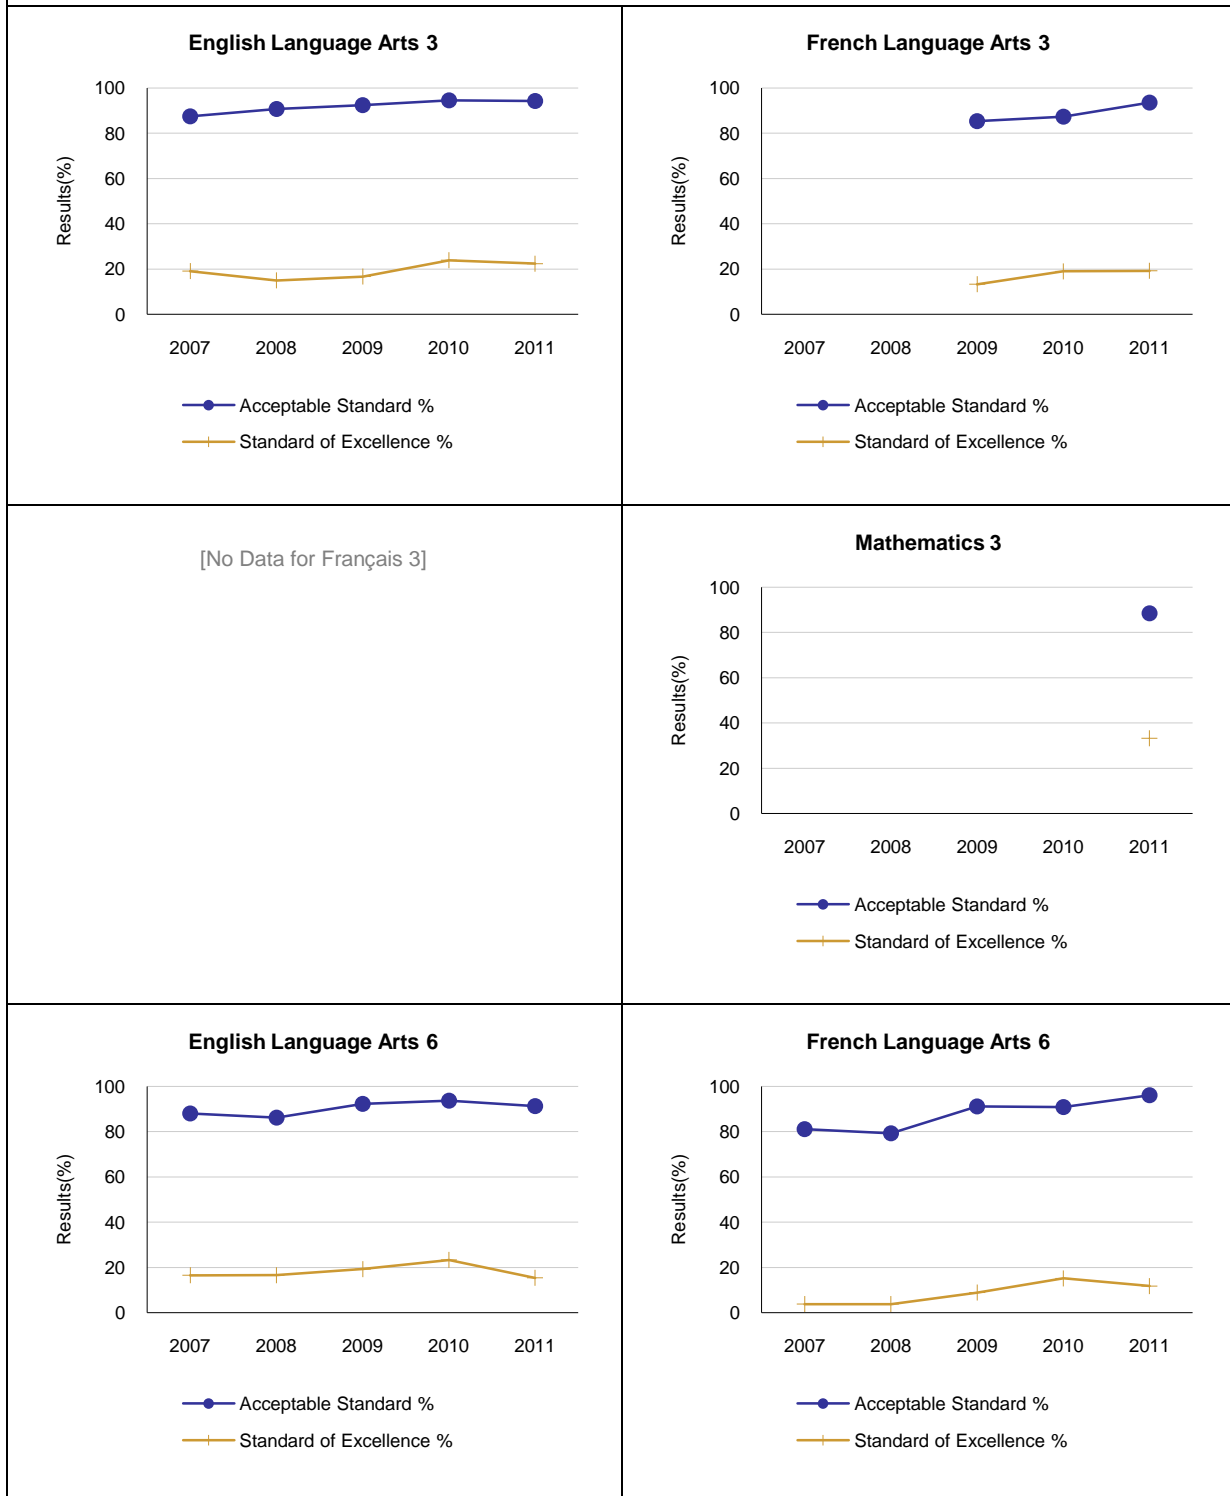 English Language Arts 3
100
80
60
40
20
0
Results(%)
2007 2008 2009 2010 2011
Acceptable Standard %
Standard of Excellence %
French Language Arts 3
100
80
60
40
20
0
Results(%)
2007 2008 2009 2010 2011
Acceptable Standard %
Standard of Excellence %
[No Data for Français 3]
Mathematics 3
100
80
60
40
20
0
Results(%)
2007 2008 2009 2010 2011
Acceptable Standard %
Standard of Excellence %
English Language Arts 6
100
80
60
40
20
0
Results(%)
2007 2008 2009 2010 2011
Acceptable Standard %
Standard of Excellence %
French Language Arts 6
100
80
60
40
20
0
Results(%)
2007 2008 2009 2010 2011
Acceptable Standard %
Standard of Excellence %